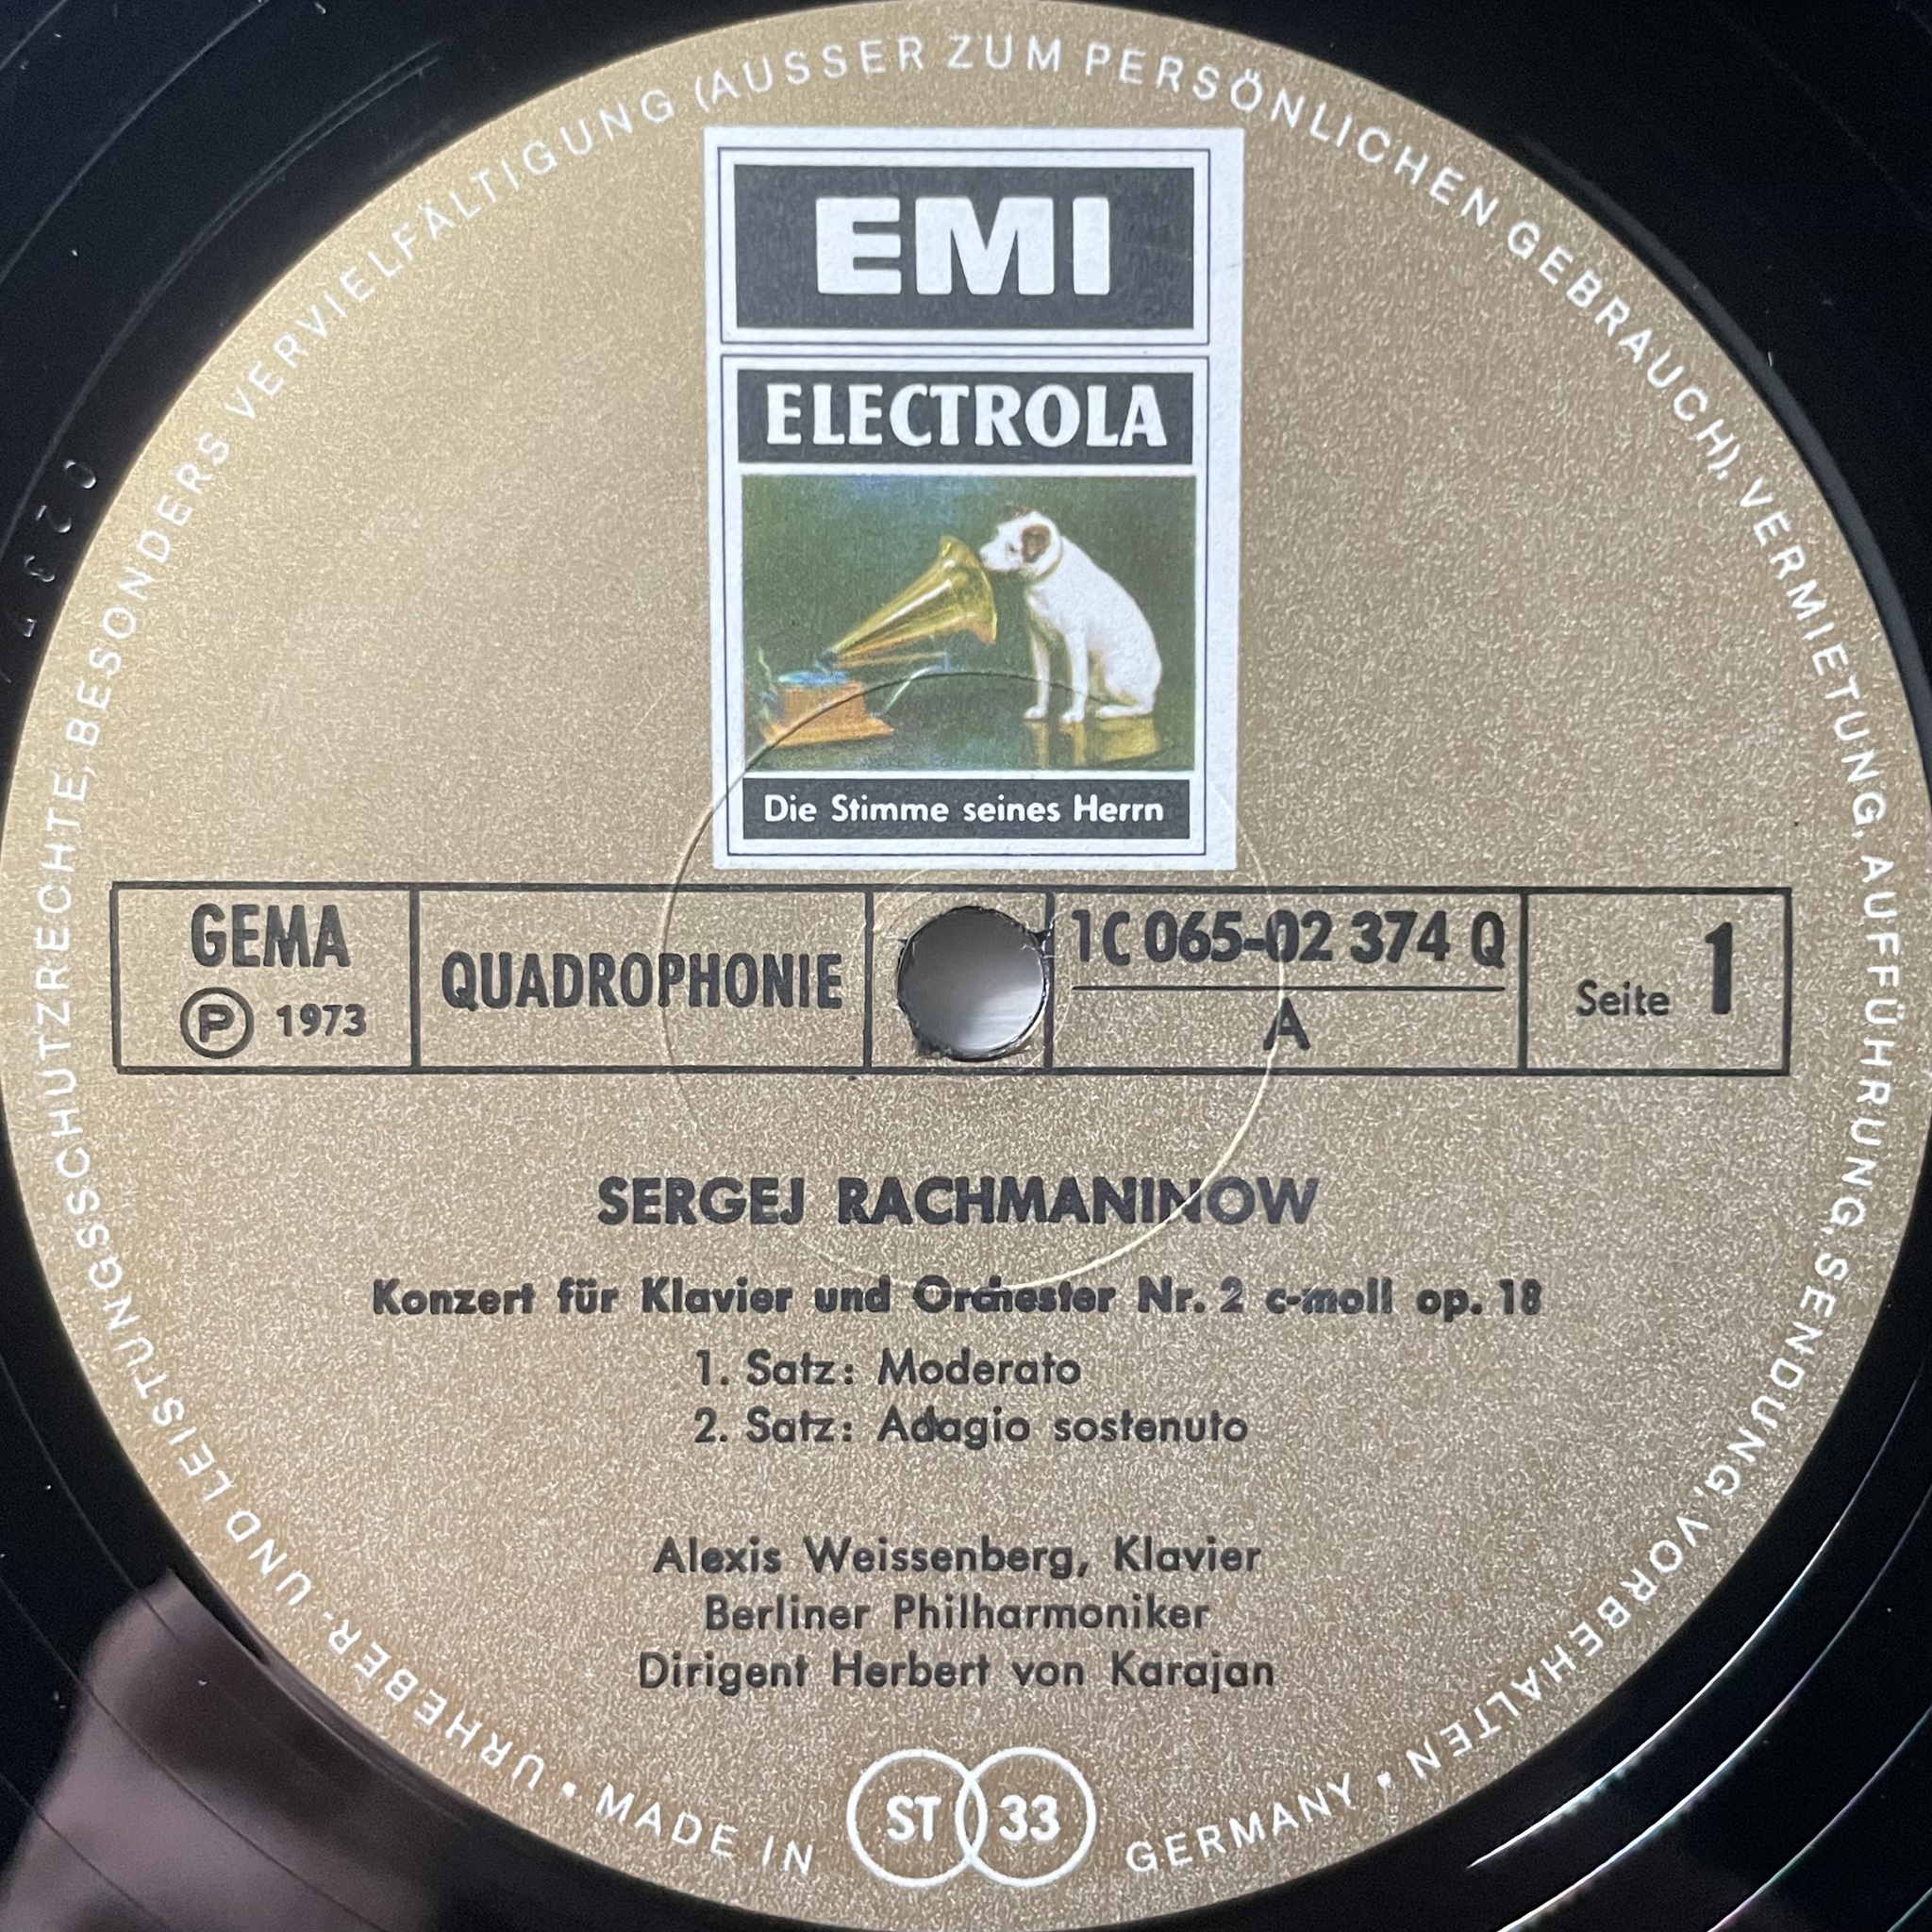 URHEBER- UND LEISTUNGSSCHUTZRECHTE, BESONDERS VERVIELFÄLTIGUNG (AUSSER ZUM PERSÖNLICHEN GEBRAUCH), VERMIETUNG, AUFFÜHRUNG, SENDUNG, VORBEHALTEN •
EMI
ELECTROLA
Die Stimme seines Herrn
GEMA
Ⓟ 1973
QUADROPHONIE
1C 065-02 374 Q
A
Seite 1
SERGEJ RACHMANINOW
Konzert für Klavier und Orchester Nr. 2 c-moll op. 18
1. Satz: Moderato
2. Satz: Adagio sostenuto
Alexis Weissenberg, Klavier
Berliner Philharmoniker
Dirigent Herbert von Karajan
ST 33
• MADE IN GERMANY